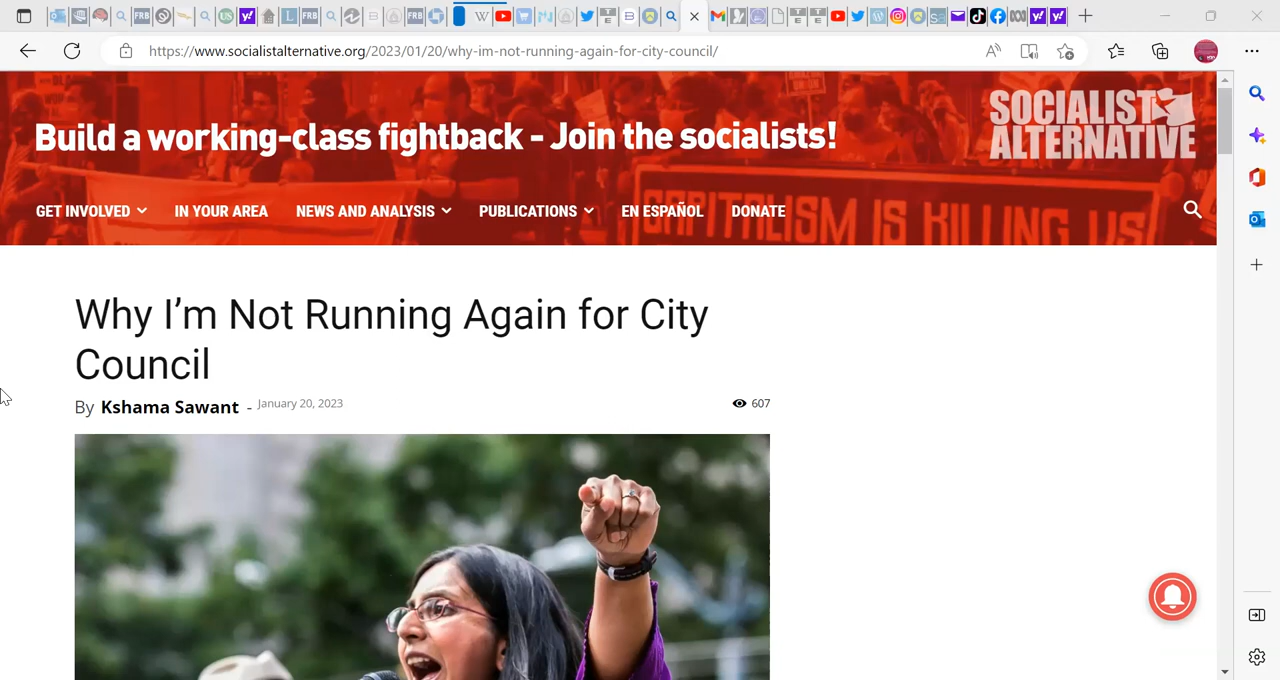 https://www.socialistalternative.org/2023/01/20/why-im-not-running-again-for-city-council/
Build a working-class fightback - Join the socialists!
SOCIALIST
ALTERNATIVE
GET INVOLVED
IN YOUR AREA
NEWS AND ANALYSIS
PUBLICATIONS
EN ESPAÑOL
DONATE
CAPITALISM IS KILLING US!
Why I’m Not Running Again for City
Council
By Kshama Sawant - January 20, 2023
607